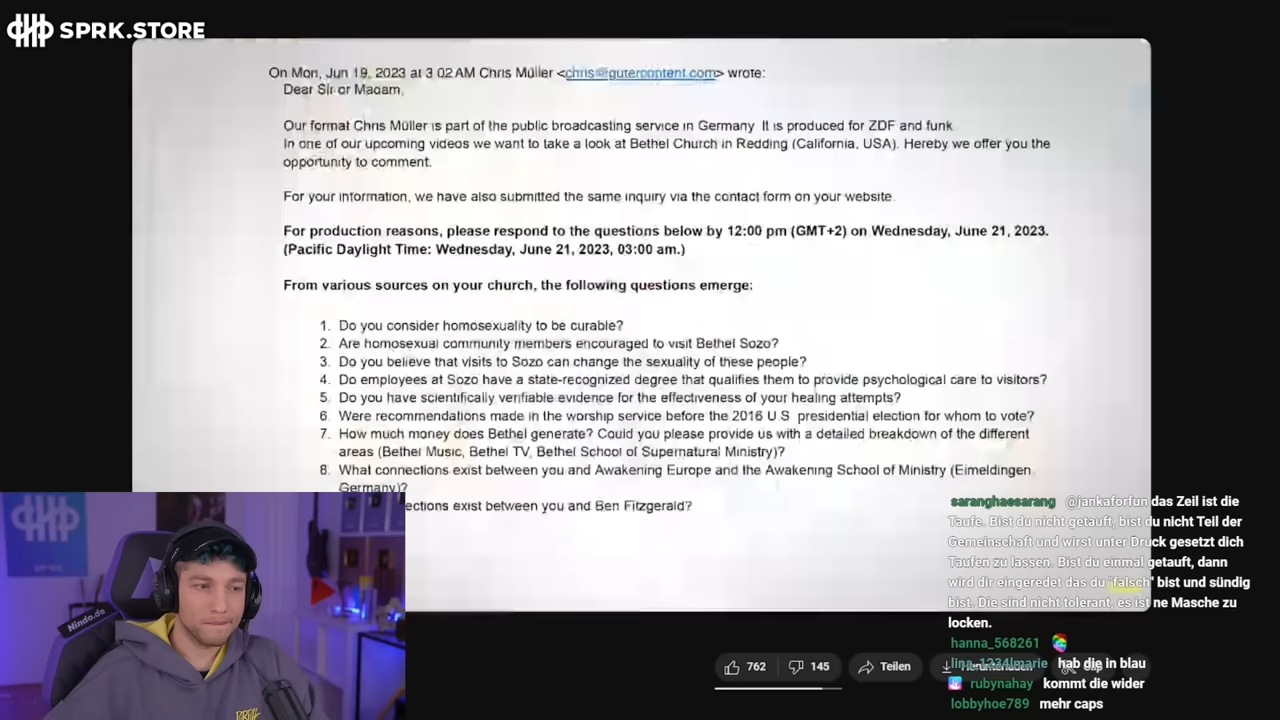 SPRK.STORE
On Mon, Jun 19, 2023 at 3 02 AM Chris Müller <chris@gutercontent.com> wrote:
Dear Sir or Madam,
Our format Chris Müller is part of the public broadcasting service in Germany It is produced for ZDF and funk
In one of our upcoming videos we want to take a look at Bethel Church in Redding (California, USA). Hereby we offer you the
opportunity to comment.
For your information, we have also submitted the same inquiry via the contact form on your website.
For production reasons, please respond to the questions below by 12:00 pm (GMT+2) on Wednesday, June 21, 2023.
(Pacific Daylight Time: Wednesday, June 21, 2023, 03:00 am.)
From various sources on your church, the following questions emerge:
1. Do you consider homosexuality to be curable?
2. Are homosexual community members encouraged to visit Bethel Sozo?
3. Do you believe that visits to Sozo can change the sexuality of these people?
4. Do employees at Sozo have a state-recognized degree that qualifies them to provide psychological care to visitors?
5. Do you have scientifically verifiable evidence for the effectiveness of your healing attempts?
6. Were recommendations made in the worship service before the 2016 U.S presidential election for whom to vote?
7. How much money does Bethel generate? Could you please provide us with a detailed breakdown of the different
areas (Bethel Music, Bethel TV, Bethel School of Supernatural Ministry)?
8. What connections exist between you and Awakening Europe and the Awakening School of Ministry (Eimeldingen
Germany)?
ections exist between you and Ben Fitzgerald?
Nindo.de
saranghaesarang @jankaforfun das Zeil ist die
Taufe. Bist du nicht getauft, bist du nicht Teil der
Gemeinschaft und wirst unter Druck gesetzt dich
Taufen zu lassen. Bist du einmal getauft, dann
wird dir eingeredet das du "falsch" bist und sündig
bist. Die sind nicht tolerant, es ist ne Masche zu
locken.
hanna_568261
762 145 Teilen Herunterladen Clip
lina_1234lmarie hab die in blau
rubynahay kommt die wider
lobbyhoe789 mehr caps